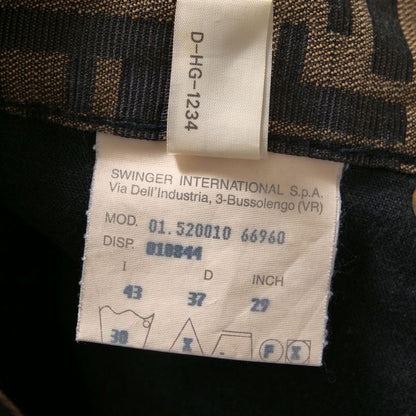 D-HG-1234
SWINGER INTERNATIONAL S.p.A.
Via Dell'Industria, 3-Bussolengo (VR)
MOD. 01.520010 66960
DISP. 010844
I D INCH
43 37 29
30 X . P X